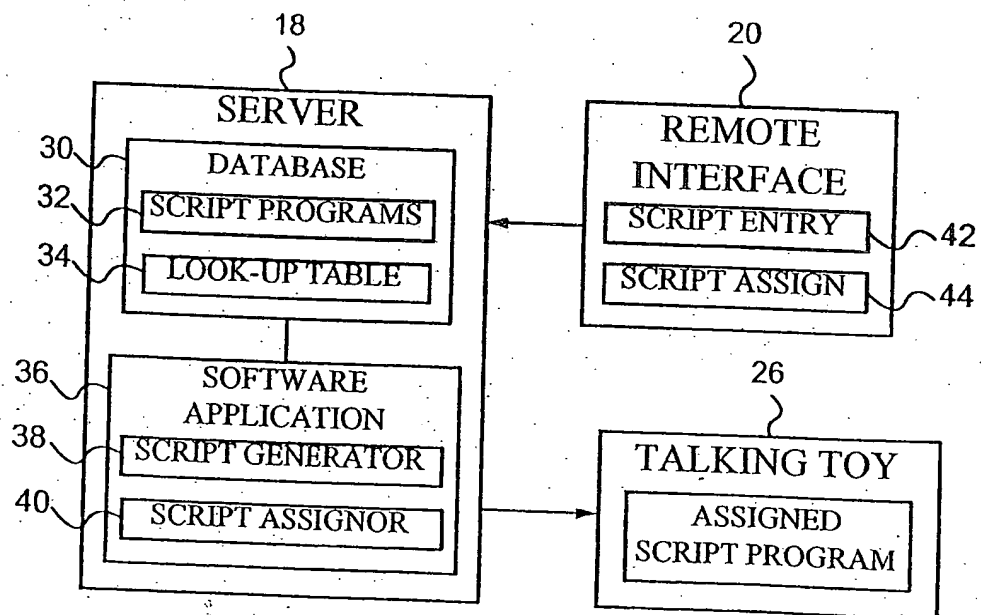 18
SERVER
30
DATABASE
32
SCRIPT PROGRAMS
34
LOOK-UP TABLE
36
SOFTWARE
APPLICATION
38
SCRIPT GENERATOR
40
SCRIPT ASSIGNOR
20
REMOTE
INTERFACE
SCRIPT ENTRY
42
SCRIPT ASSIGN
44
26
TALKING TOY
ASSIGNED
SCRIPT PROGRAM